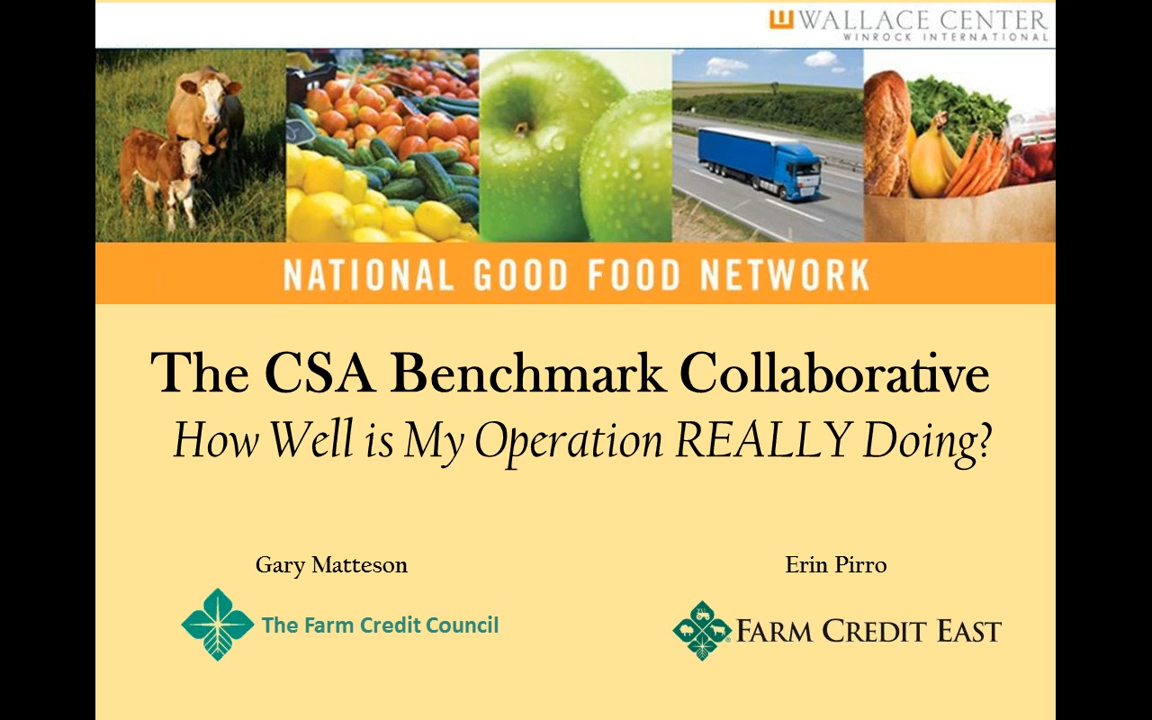 WALLACE CENTER
WINROCK INTERNATIONAL
NATIONAL GOOD FOOD NETWORK
The CSA Benchmark Collaborative
How Well is My Operation REALLY Doing?
Gary Matteson
Erin Pirro
The Farm Credit Council
FARM CREDIT EAST